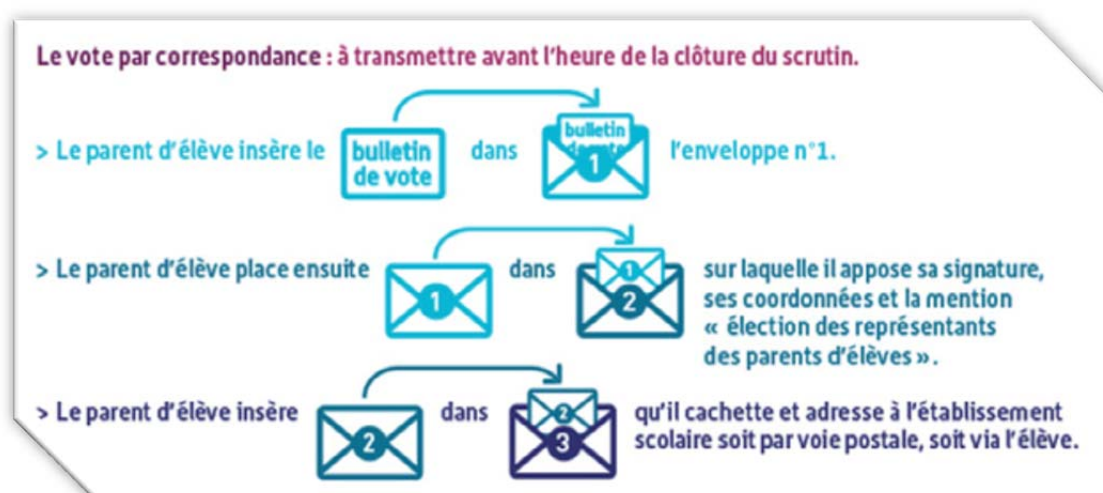 Le vote par correspondance : à transmettre avant l'heure de la clôture du scrutin.
> Le parent d'élève insère le bulletin de vote dans bulletin de vote 1 l'enveloppe n°1.
> Le parent d'élève place ensuite 1 dans 1 2 sur laquelle il appose sa signature,
ses coordonnées et la mention
« élection des représentants
des parents d'élèves ».
> Le parent d'élève insère 2 dans 2 3 qu'il cachette et adresse à l'établissement
scolaire soit par voie postale, soit via l'élève.